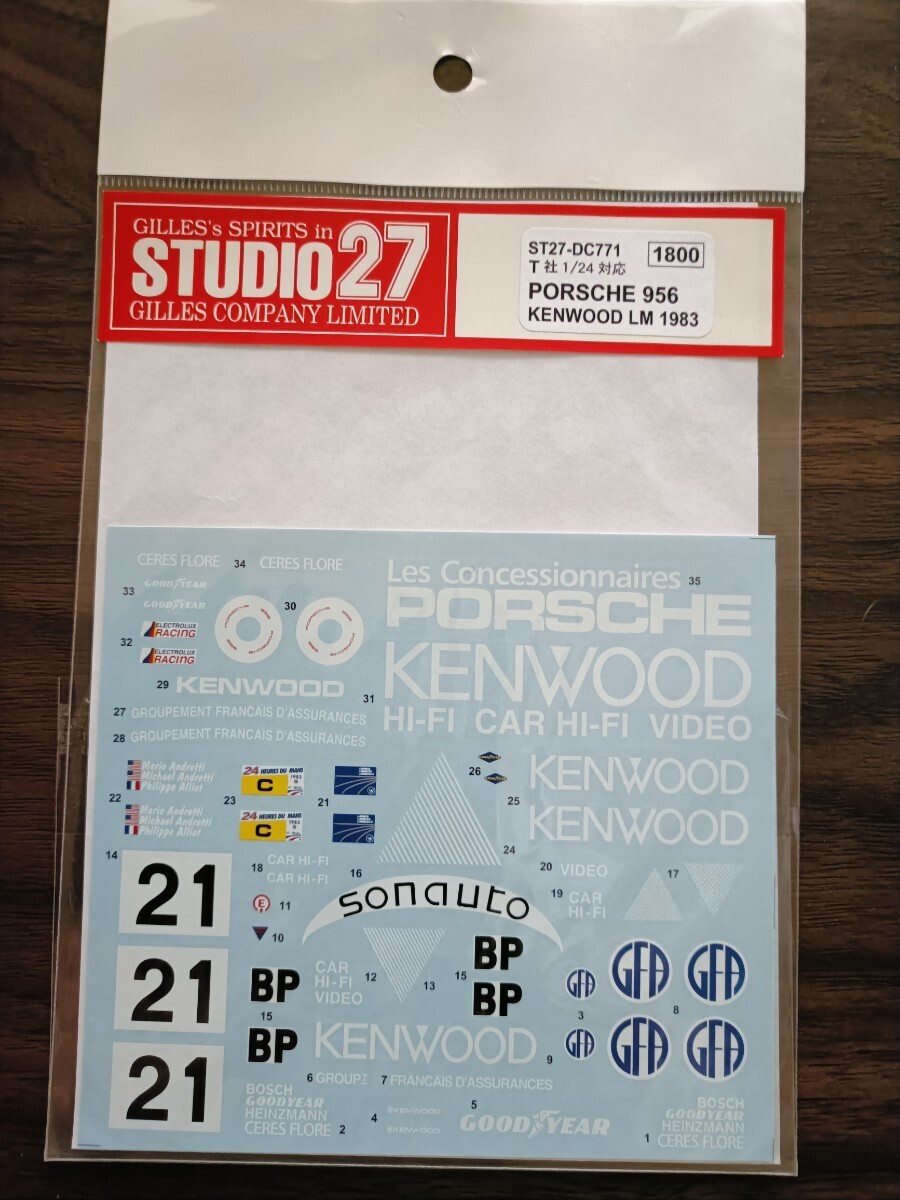 GILLES's SPIRITS in
STUDIO27
GILLES COMPANY LIMITED
ST27-DC771 1800
T社 1/24 対応
PORSCHE 956
KENWOOD LM 1983
CERES FLORE 34 CERES FLORE
Les Concessionnaires 35
PORSCHE
33 GOODYEAR
GOODYEAR
30
32 ELECTROLUX
RACING
ELECTROLUX
RACING
KENWOOD
HI-FI CAR HI-FI VIDEO
29 KENWOOD 31
27 GROUPEMENT FRANCAIS D'ASSURANCES
28 GROUPEMENT FRANCAIS D'ASSURANCES
Mario Andretti
Michael Andretti
Philippe Alliot
24 HEURES DU MANS
1983
C
26
KENWOOD
22 23 21 25
Mario Andretti
Michael Andretti
Philippe Alliot
24 HEURES DU MANS
1983
C
KENWOOD
24
14
21
18 CAR HI-FI
CAR HI-FI
16
20 VIDEO
17
19 CAR
HI-FI
sonauto
E 11
10
21
BP
CAR
HI-FI
VIDEO
12
13
15
BP
BP
GFA
GFA
GFA
15
3
8
BP
KENWOOD
9
GFA
GFA
GFA
21
6 GROUPI 7 FRANCAIS D'ASSURANCES
BOSCH
GOODYEAR
HEINZMANN
CERES FLORE 2
4 KENWOOD
KENWOOD
5
GOODYEAR
BOSCH
GOODYEAR
HEINZMANN
1 CERES FLORE